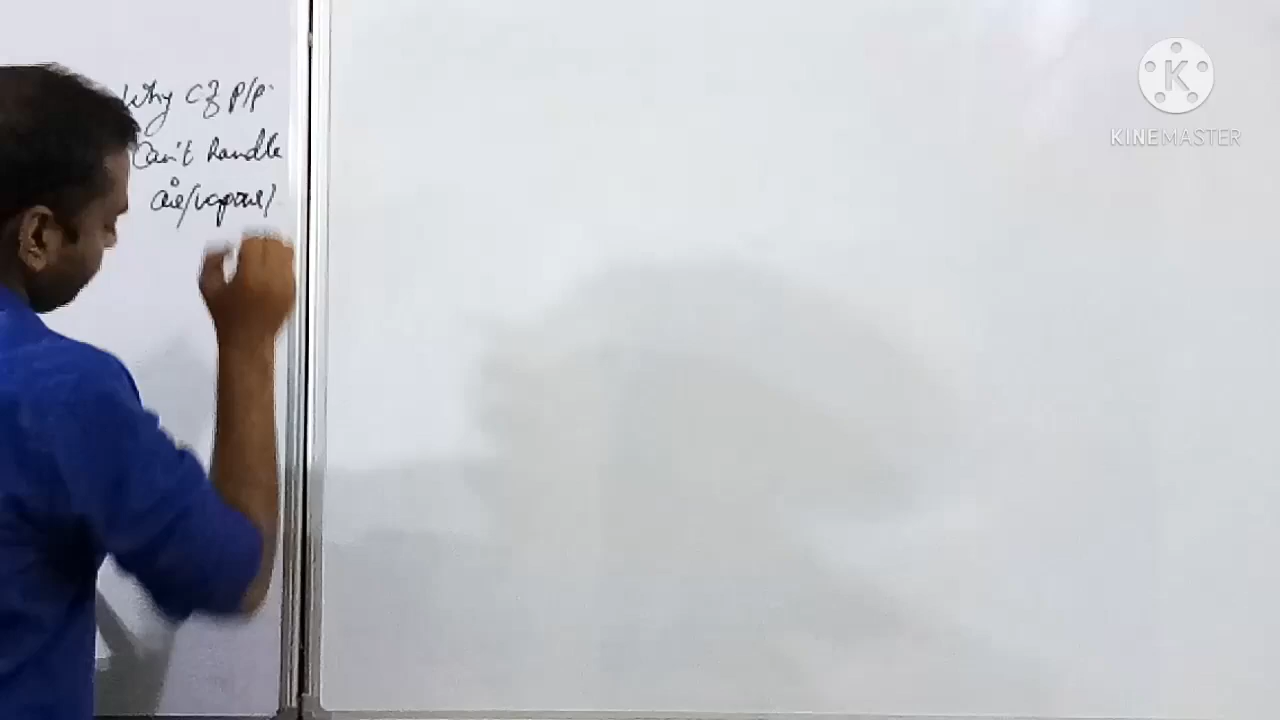 Why C/f P/p
Can't handle
air/vapour/
K
KINEMASTER